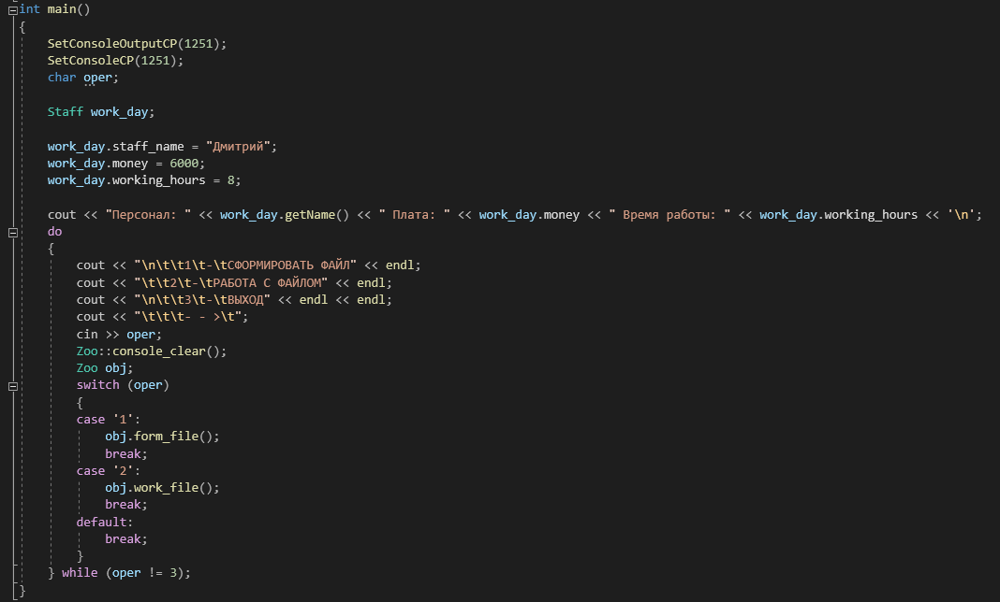 int main()
{
    SetConsoleOutputCP(1251);
    SetConsoleCP(1251);
    char oper;

    Staff work_day;

    work_day.staff_name = "Дмитрий";
    work_day.money = 6000;
    work_day.working_hours = 8;

    cout << "Персонал: " << work_day.getName() << " Плата: " << work_day.money << " Время работы: " << work_day.working_hours << '\n';
    do
    {
        cout << "\n\t\t1\t-\tСФОРМИРОВАТЬ ФАЙЛ" << endl;
        cout << "\t\t2\t-\tРАБОТА С ФАЙЛОМ" << endl;
        cout << "\n\t\t3\t-\tВЫХОД" << endl << endl;
        cout << "\t\t\t- - >\t";
        cin >> oper;
        Zoo::console_clear();
        Zoo obj;
        switch (oper)
        {
        case '1':
            obj.form_file();
            break;
        case '2':
            obj.work_file();
            break;
        default:
            break;
        }
    } while (oper != 3);
}